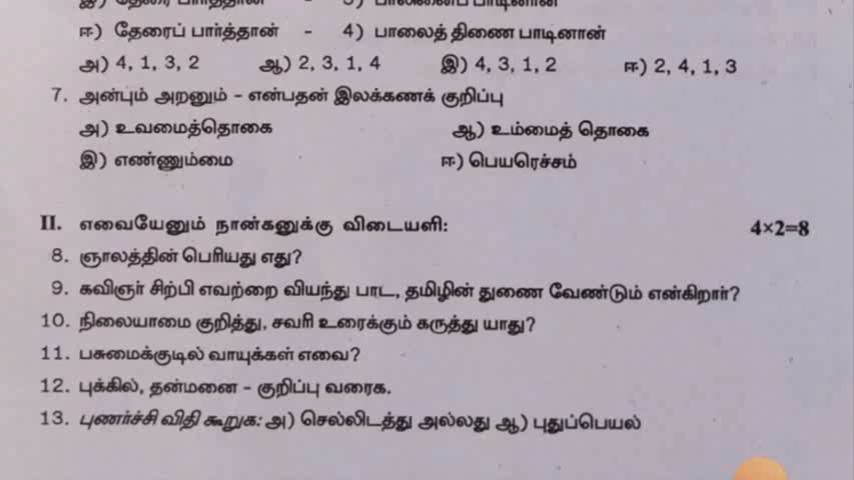 இ) தேரை பார்த்தான் - 3) பாலினைப் பாடினான்
ஈ) தேரைப் பார்த்தான் - 4) பாலைத் திணை பாடினான்
அ) 4, 1, 3, 2 ஆ) 2, 3, 1, 4 இ) 4, 3, 1, 2 ஈ) 2, 4, 1, 3
7. அன்பும் அறனும் - என்பதன் இலக்கணக் குறிப்பு
அ) உவமைத்தொகை ஆ) உம்மைத் தொகை
இ) எண்ணும்மை ஈ) பெயரெச்சம்
II. எவையேனும் நான்கனுக்கு விடையளி: 4×2=8
8. ஞாலத்தின் பெரியது எது?
9. கவிஞர் சிற்பி எவற்றை வியந்து பாட, தமிழின் துணை வேண்டும் என்கிறார்?
10. நிலையாமை குறித்து, சவரி உரைக்கும் கருத்து யாது?
11. பசுமைக்குடில் வாயுக்கள் எவை?
12. புக்கில், தன்மனை - குறிப்பு வரைக.
13. புணர்ச்சி விதி கூறுக: அ) செல்லிடத்து அல்லது ஆ) புதுப்பெயல்